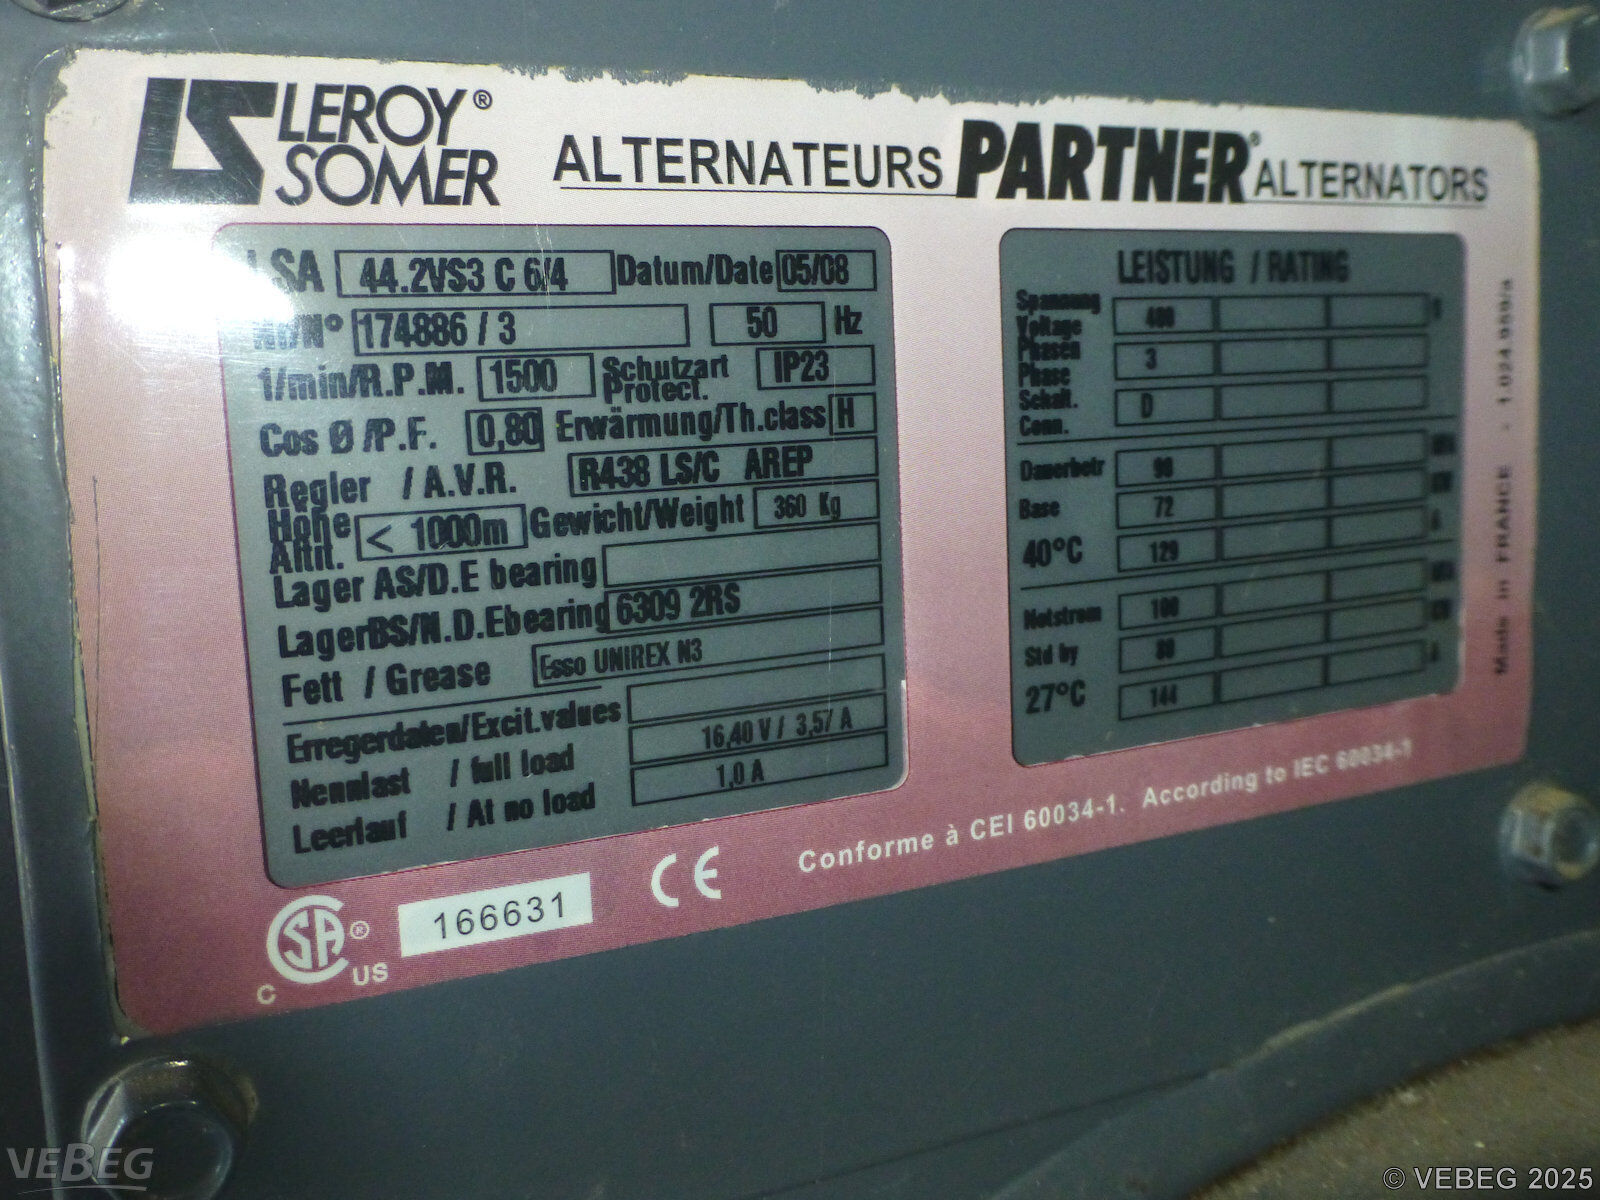 LEROY®
SOMER
ALTERNATEURS PARTNER® ALTERNATORS
LSA 44.2VS3 C 6/4 Datum/Date 05/08
N° 174886 / 3 50 Hz
1/min/R.P.M. 1500 Schutzart Protect. IP23
Cos Ø /P.F. 0,80 Erwärmung/Th.class H
Regler / A.V.R. R438 LS/C AREP
Höhe Altit. < 1000m Gewicht/Weight 360 Kg
Lager AS/D.E bearing
LagerBS/N.D.Ebearing 6309 2RS
Fett / Grease Esso UNIREX N3
Erregerdaten/Excit.values
Nennlast / full load 16,40 V / 3,57 A
Leerlauf / At no load 1,0 A
LEISTUNG / RATING
Spannung
Voltage 400
Phasen
Phase 3
Schalt.
Conn. D
Dauerbetr 90
Base 72
40°C 129
Notstrom 100
Std by 80
27°C 144
Made in FRANCE - 1.024.959/a
Conforme à CEI 60034-1. According to IEC 60034-1
C SA® US 166631 CE
VEBEG
© VEBEG 2025